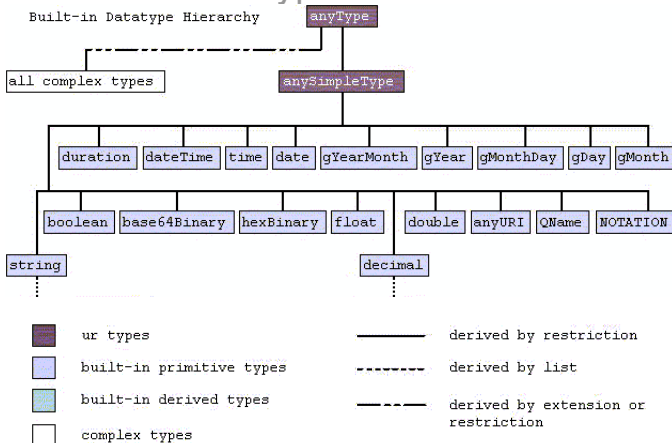 Built-in Datatype Hierarchy
anyType
all complex types
anySimpleType
duration dateTime time date gYearMonth gYear gMonthDay gDay gMonth
boolean base64Binary hexBinary float double anyURI QName NOTATION
string decimal
ur types
derived by restriction
built-in primitive types
derived by list
built-in derived types
derived by extension or
restriction
complex types